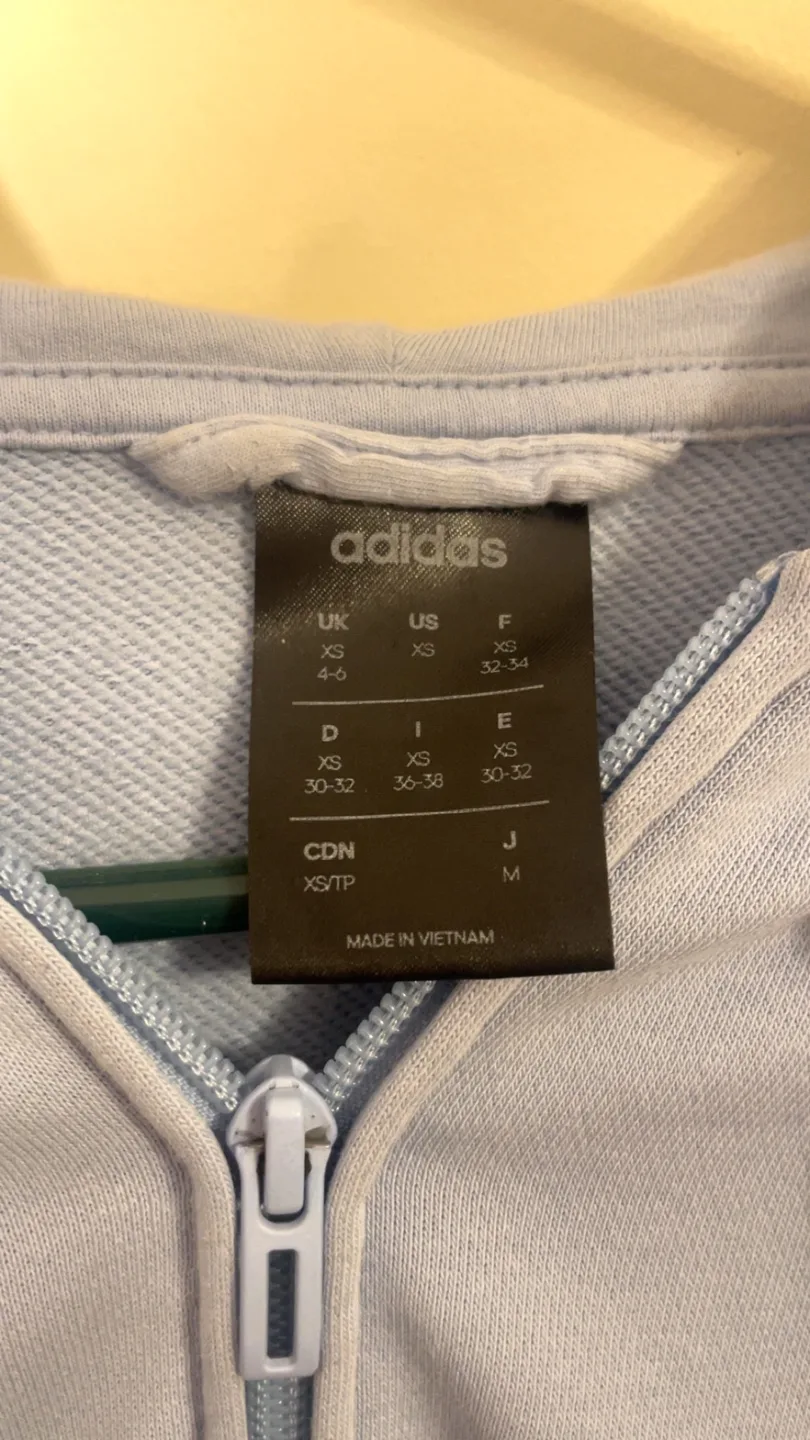 adidas
UK US F
XS XS XS
4-6 32-34
D I E
XS XS XS
30-32 36-38 30-32
CDN J
XS/TP M
MADE IN VIETNAM